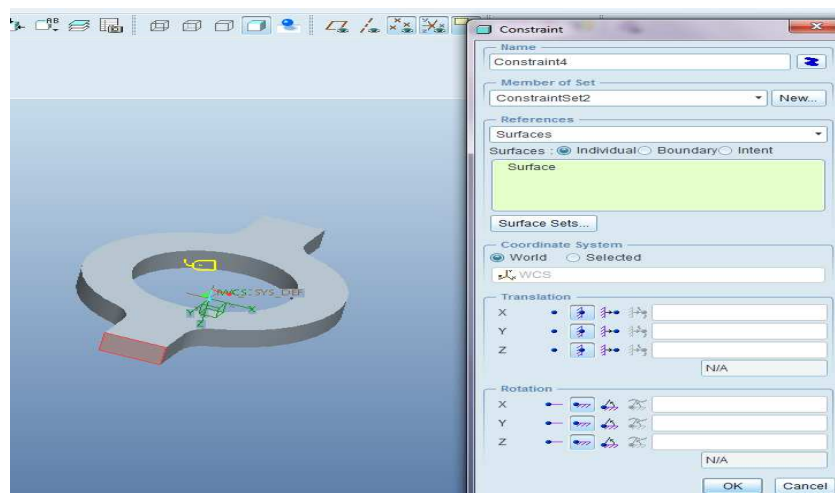 AB
Constraint
Name
Constraint4
Member of Set
ConstraintSet2
New...
References
Surfaces
Surfaces : Individual Boundary Intent
Surface
Surface Sets...
Coordinate System
World Selected
WCS
Translation
X
Y
Z
N/A
Rotation
X
Y
Z
N/A
OK Cancel
WCS
X
Y
Z